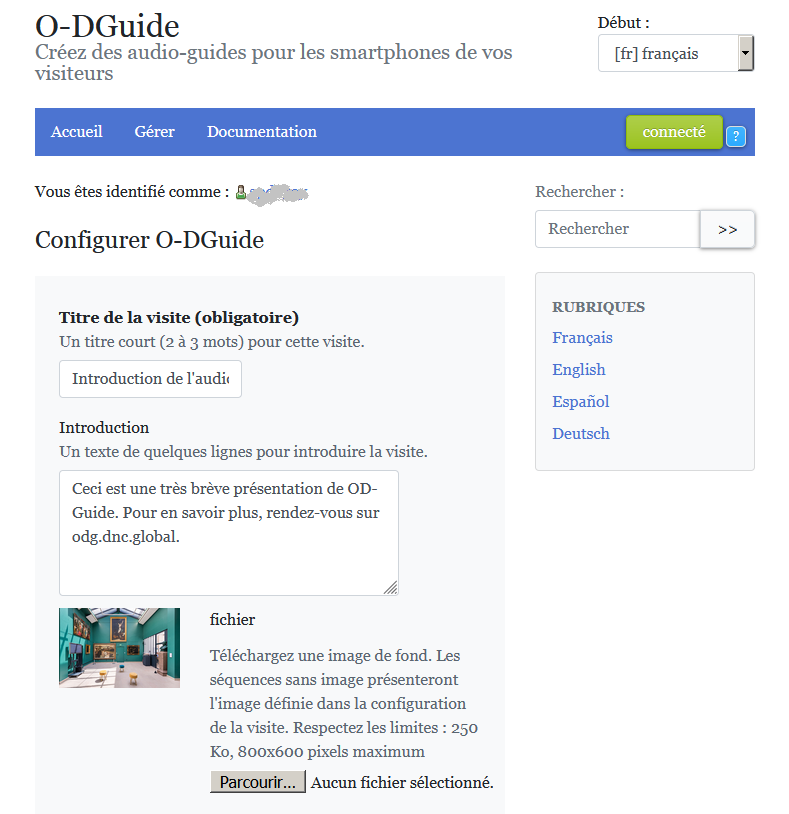 O-DGuide
Créez des audio-guides pour les smartphones de vos
visiteurs
Début :
[fr] français
Accueil Gérer Documentation
connecté ?
Vous êtes identifié comme :
Configurer O-DGuide
Titre de la visite (obligatoire)
Un titre court (2 à 3 mots) pour cette visite.
Introduction de l'audio
Introduction
Un texte de quelques lignes pour introduire la visite.
Ceci est une très brève présentation de OD-
Guide. Pour en savoir plus, rendez-vous sur
odg.dnc.global.
fichier
Téléchargez une image de fond. Les
séquences sans image présenteront
l'image définie dans la configuration
de la visite. Respectez les limites : 250
Ko, 800x600 pixels maximum
Parcourir... Aucun fichier sélectionné.
Rechercher :
Rechercher >>
RUBRIQUES
Français
English
Español
Deutsch